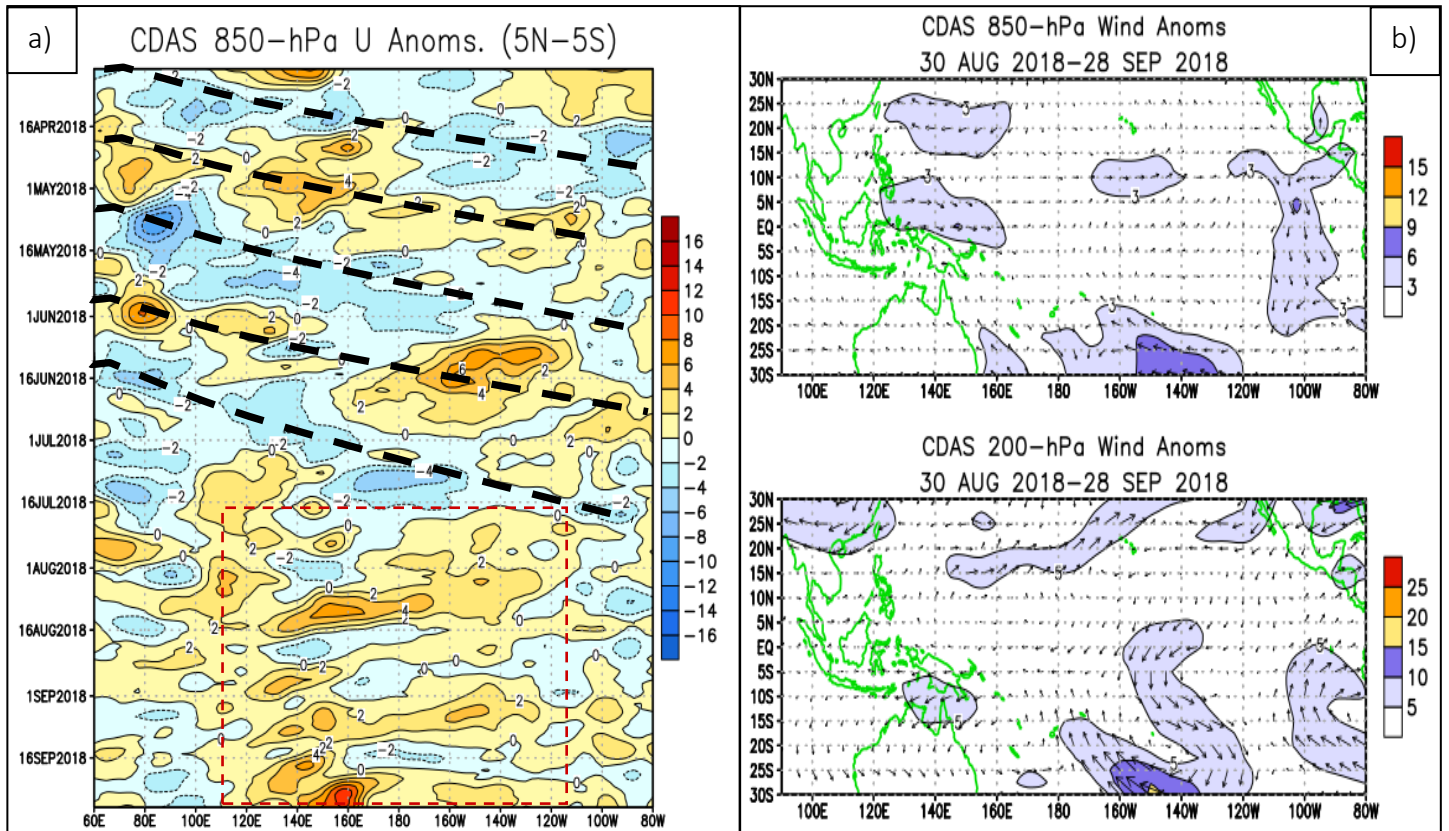 a)
CDAS 850-hPa U Anoms. (5N-5S)
16APR2018
1MAY2018
16MAY2018
1JUN2018
16JUN2018
1JUL2018
16JUL2018
1AUG2018
16AUG2018
1SEP2018
16SEP2018
60E 80E 100E 120E 140E 160E 180 160W 140W 120W 100W 80W
16
14
12
10
8
6
4
2
0
-2
-4
-6
-8
-10
-12
-14
-16
b)
CDAS 850-hPa Wind Anoms
30 AUG 2018-28 SEP 2018
30N
25N
20N
15N
10N
5N
EQ
5S
10S
15S
20S
25S
30S
100E 120E 140E 160E 180 160W 140W 120W 100W 80W
15
12
9
6
3
CDAS 200-hPa Wind Anoms
30 AUG 2018-28 SEP 2018
30N
25N
20N
15N
10N
5N
EQ
5S
10S
15S
20S
25S
30S
100E 120E 140E 160E 180 160W 140W 120W 100W 80W
25
20
15
10
5